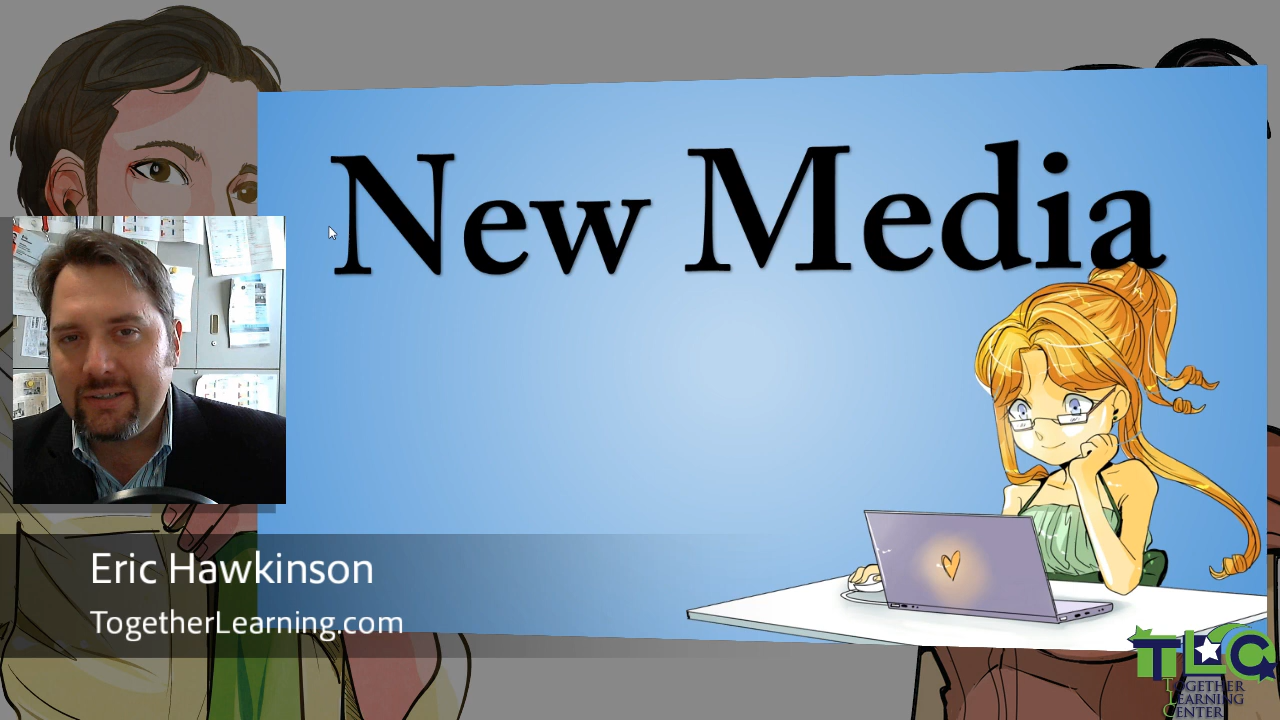 New Media
Eric Hawkinson
TogetherLearning.com
TLC
TOGETHER
LEARNING
CENTER